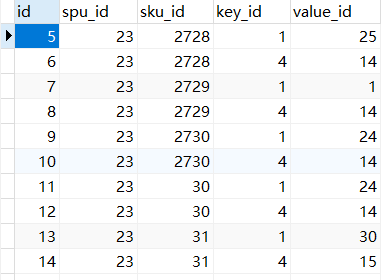 id spu_id sku_id key_id value_id
5 23 2728 1 25
6 23 2728 4 14
7 23 2729 1 1
8 23 2729 4 14
9 23 2730 1 24
10 23 2730 4 14
11 23 30 1 24
12 23 30 4 14
13 23 31 1 30
14 23 31 4 15